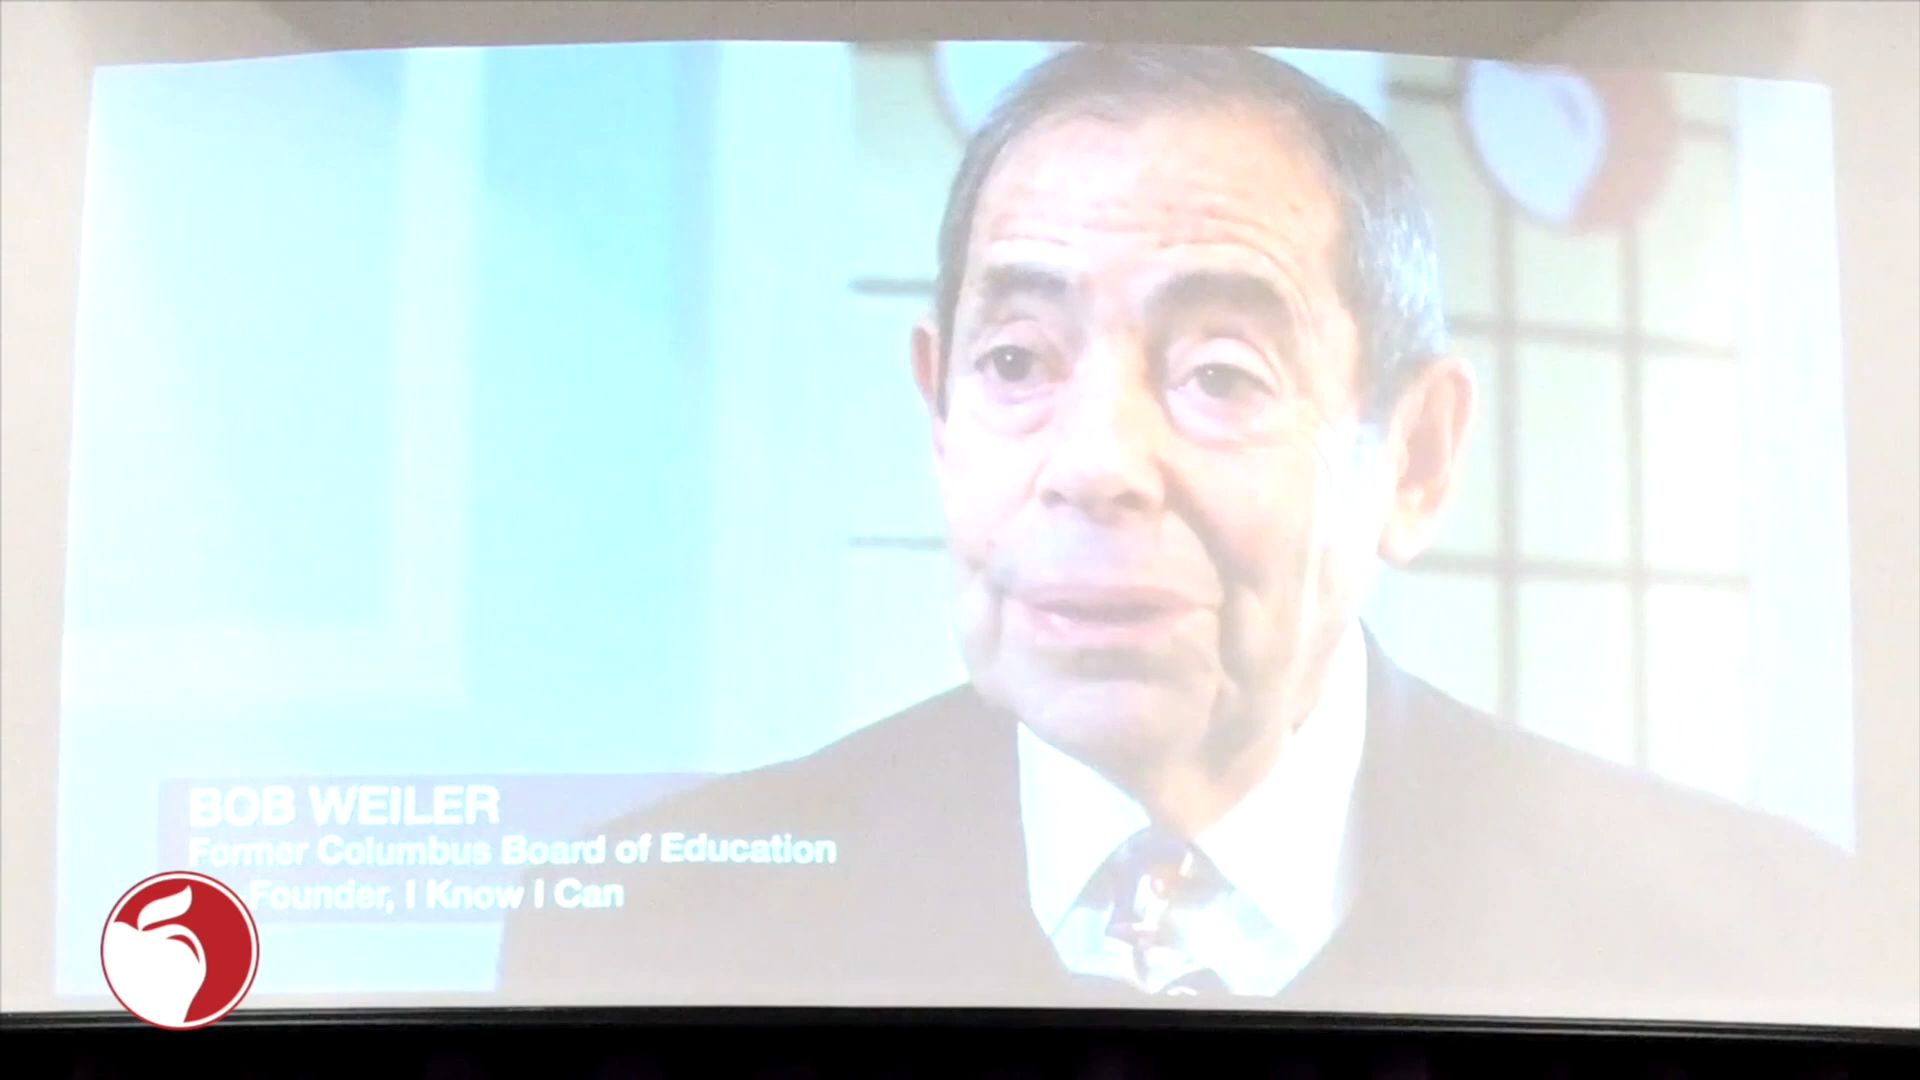 BOB WEILER
Former Columbus Board of Education
Founder, I Know I Can